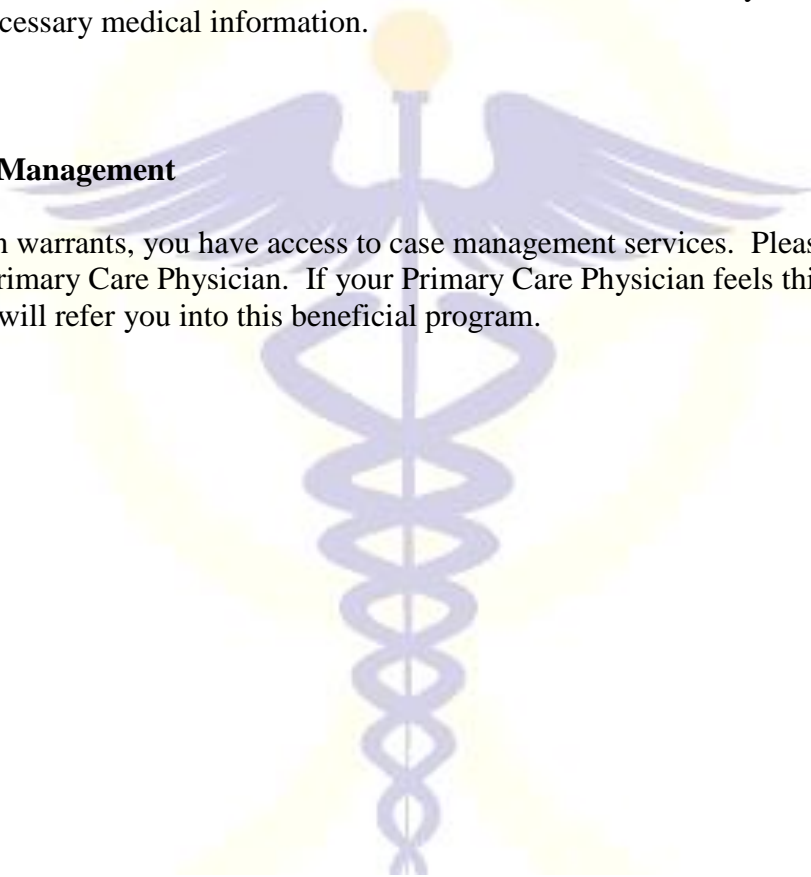 cessary medical information.
Management
n warrants, you have access to case management services. Pleas
rimary Care Physician. If your Primary Care Physician feels thi
will refer you into this beneficial program.